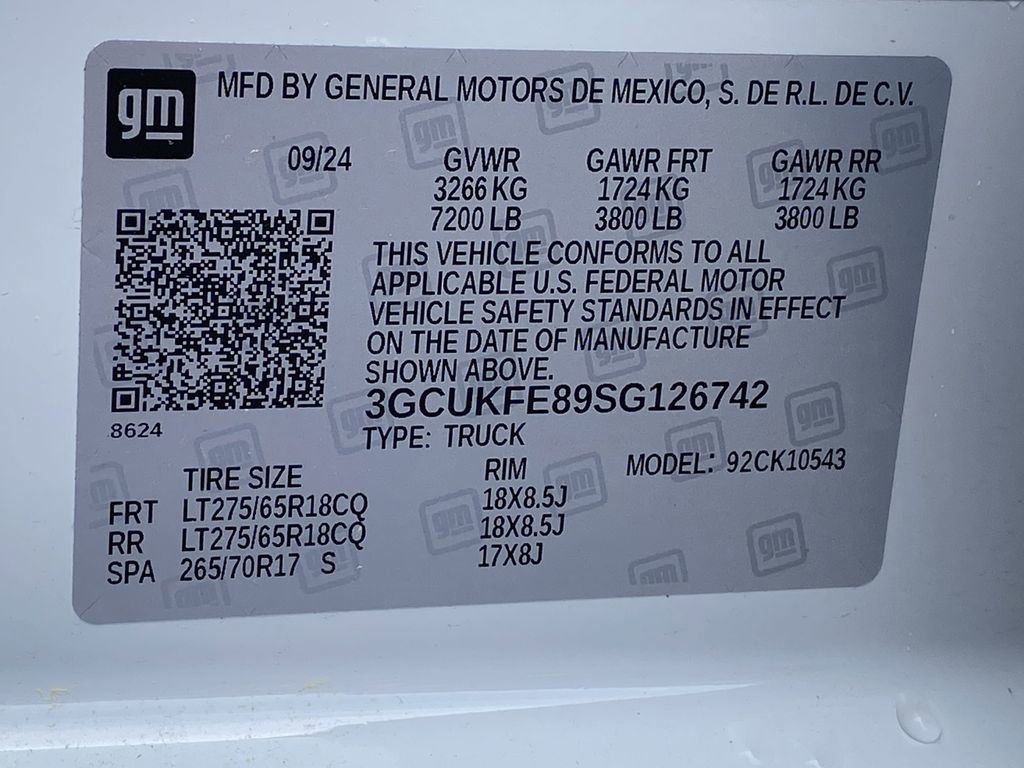 gm MFD BY GENERAL MOTORS DE MEXICO, S. DE R.L. DE C.V.
09/24 GVWR GAWR FRT GAWR RR
3266 KG 1724 KG 1724 KG
7200 LB 3800 LB 3800 LB
THIS VEHICLE CONFORMS TO ALL
APPLICABLE U.S. FEDERAL MOTOR
VEHICLE SAFETY STANDARDS IN EFFECT
ON THE DATE OF MANUFACTURE
SHOWN ABOVE.
3GCUKFE89SG126742
8624
TYPE: TRUCK
TIRE SIZE RIM MODEL: 92CK10543
FRT LT275/65R18CQ 18X8.5J
RR LT275/65R18CQ 18X8.5J
SPA 265/70R17 S 17X8J